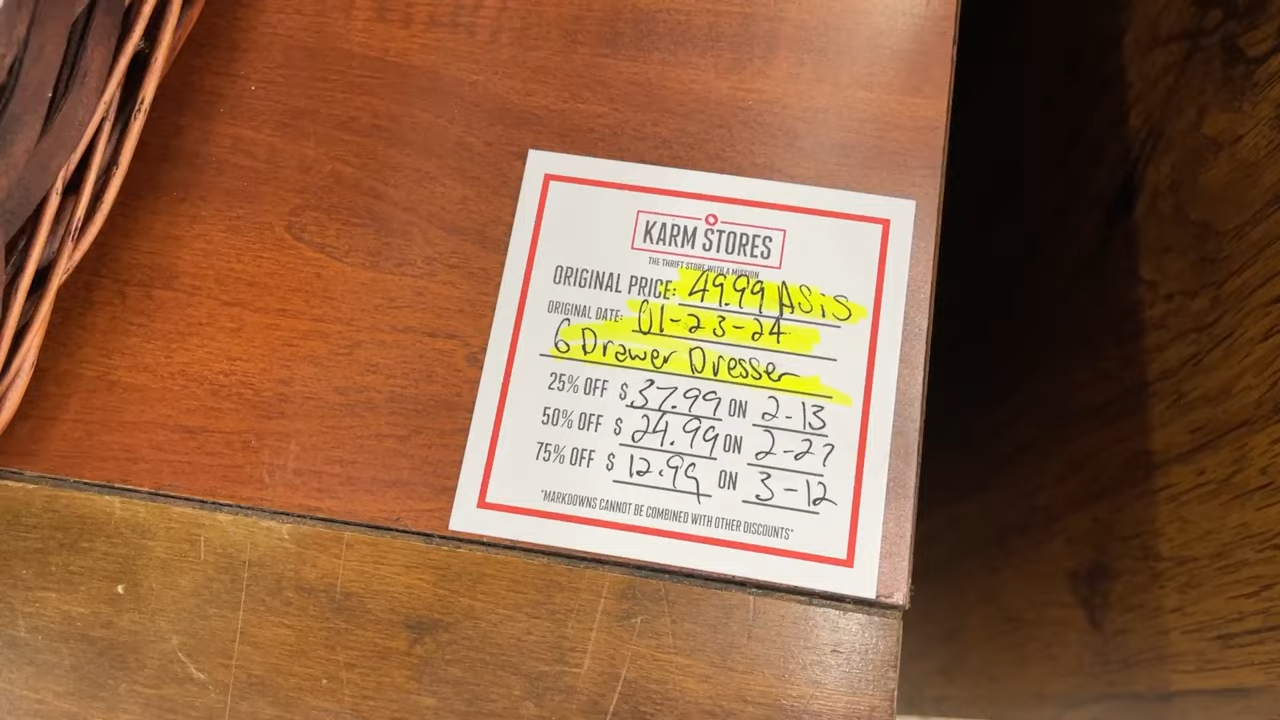 KARM STORES
THE THRIFT STORE WITH A MISSION
ORIGINAL PRICE: 49.99 ASiS
ORIGINAL DATE: 01-23-24
6 Drawer Dresser
25% OFF $ 37.99 ON 2-13
50% OFF $ 24.99 ON 2-27
75% OFF $ 12.99 ON 3-12
*MARKDOWNS CANNOT BE COMBINED WITH OTHER DISCOUNTS*